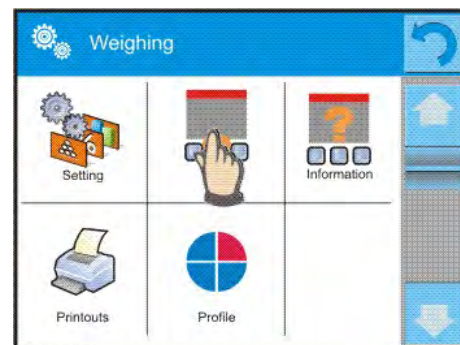 Weighing
Setting
Information
Printouts
Profile